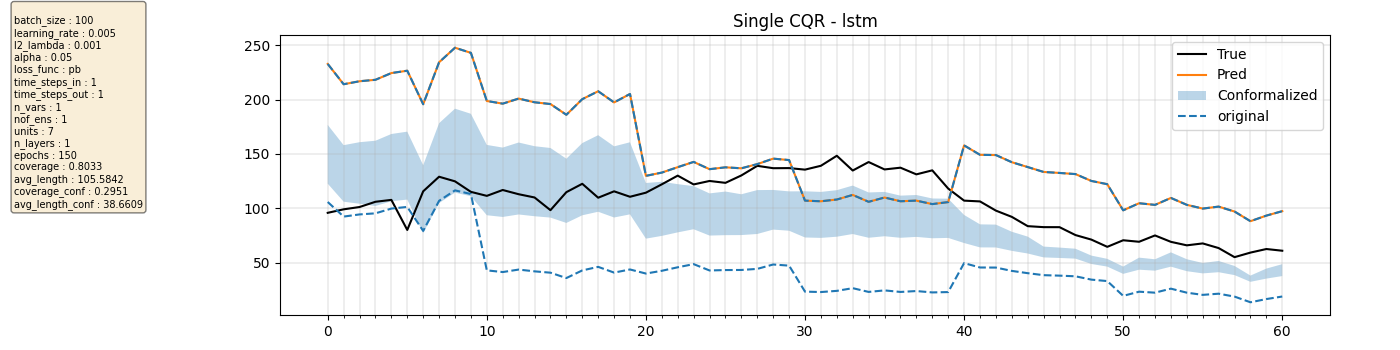 batch_size : 100
learning_rate : 0.005
l2_lambda : 0.001
alpha : 0.05
loss_func : pb
time_steps_in : 1
time_steps_out : 1
n_vars : 1
nof_ens : 1
units : 7
n_layers : 1
epochs : 150
coverage : 0.8033
avg_length : 105.5842
coverage_conf : 0.2951
avg_length_conf : 38.6609
Single CQR - lstm
250
200
150
100
50
0 10 20 30 40 50 60
True
Pred
Conformalized
original